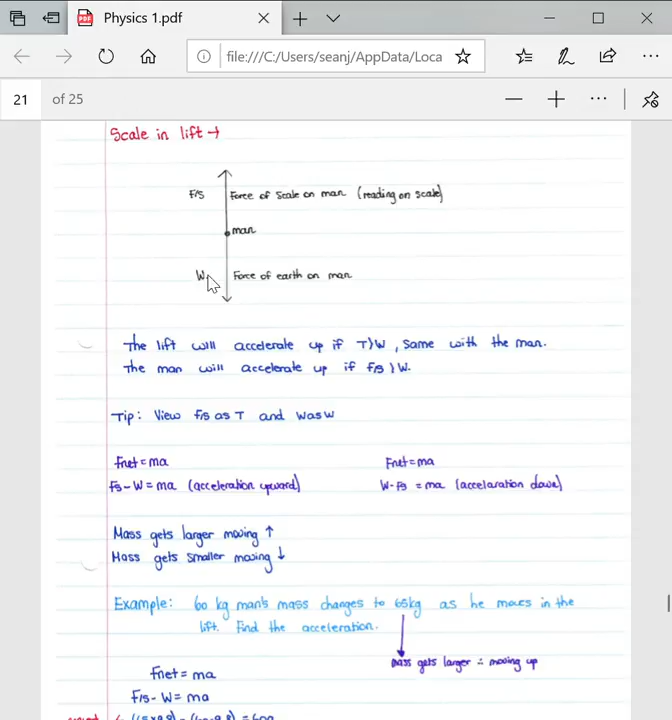 Physics 1.pdf
file:///C:/Users/seanj/AppData/Loca
21 of 25
Scale in lift →
F/S Force of scale on man (reading on scale)
man
W Force of earth on man
The lift will accelerate up if T>W, same with the man.
The man will accelerate up if F/S > W.
Tip: View F/S as T and W as W
Fnet = ma
Fs - W = ma (acceleration upward)
Fnet = ma
W - Fs = ma (accelaration down)
Mass gets larger moving ↑
Mass gets smaller moving ↓
Example: 60 kg man's mass changes to 65kg as he moves in the
lift. Find the acceleration.
mass gets larger ∴ moving up
Fnet = ma
F/S - W = ma